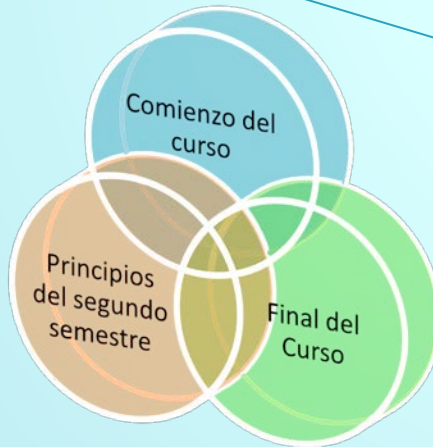 Comienzo del
curso
Principios
del segundo
semestre
Final del
Curso